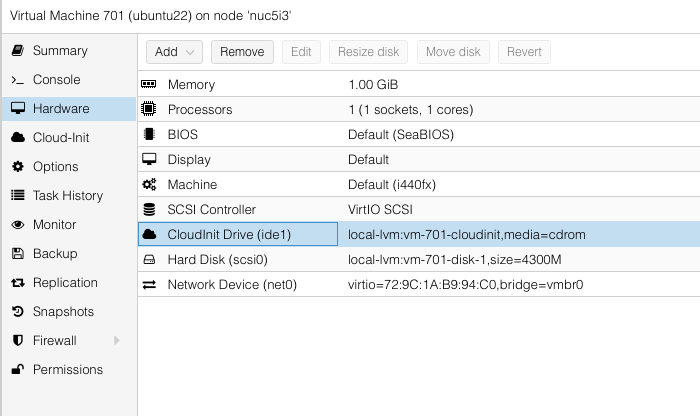 Virtual Machine 701 (ubuntu22) on node 'nuc5i3'
Summary
Console
Hardware
Cloud-Init
Options
Task History
Monitor
Backup
Replication
Snapshots
Firewall
Permissions
Add Remove Edit Resize disk Move disk Revert
Memory 1.00 GiB
Processors 1 (1 sockets, 1 cores)
BIOS Default (SeaBIOS)
Display Default
Machine Default (i440fx)
SCSI Controller VirtIO SCSI
CloudInit Drive (ide1) local-lvm:vm-701-cloudinit,media=cdrom
Hard Disk (scsi0) local-lvm:vm-701-disk-1,size=4300M
Network Device (net0) virtio=72:9C:1A:B9:94:C0,bridge=vmbr0